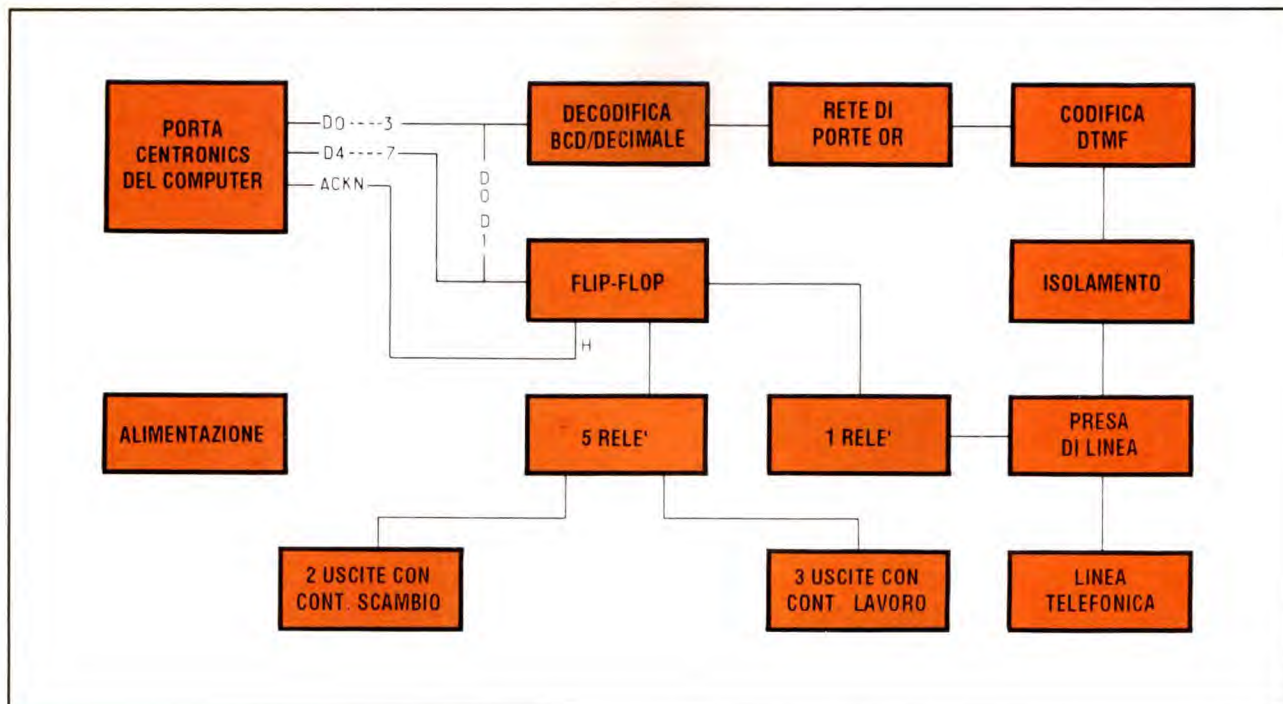 PORTA
CENTRONICS
DEL COMPUTER
D0----3
D4----7
ACKN
D0 D1
DECODIFICA
BCD/DECIMALE
RETE DI
PORTE OR
CODIFICA
DTMF
FLIP-FLOP
H
ISOLAMENTO
ALIMENTAZIONE
5 RELE'
1 RELE'
PRESA
DI LINEA
2 USCITE CON
CONT. SCAMBIO
3 USCITE CON
CONT. LAVORO
LINEA
TELEFONICA